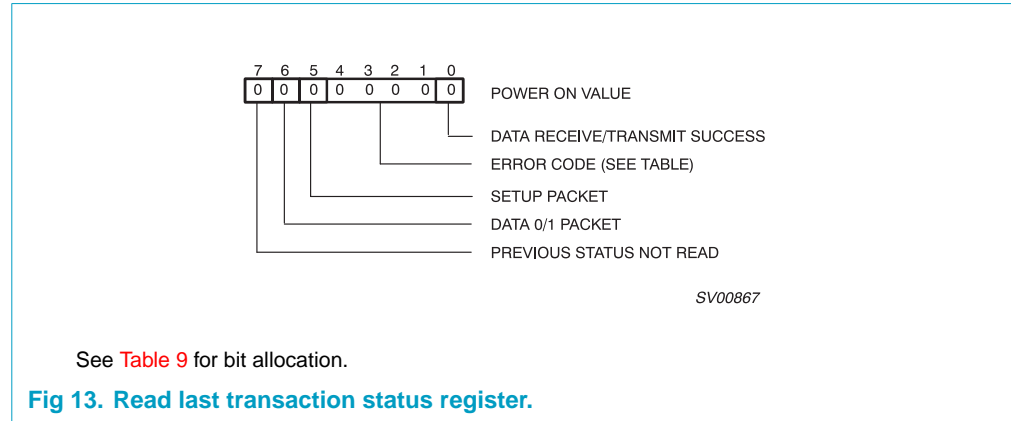 7 6 5 4 3 2 1 0
0 0 0 0 0 0 0 0 POWER ON VALUE
DATA RECEIVE/TRANSMIT SUCCESS
ERROR CODE (SEE TABLE)
SETUP PACKET
DATA 0/1 PACKET
PREVIOUS STATUS NOT READ
SV00867
See Table 9 for bit allocation.
Fig 13. Read last transaction status register.